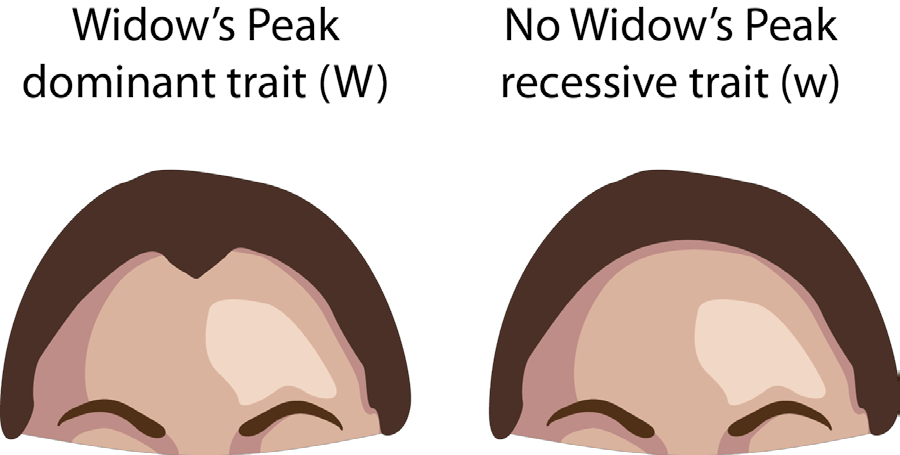 Widow’s Peak
dominant trait (W)
No Widow’s Peak
recessive trait (w)